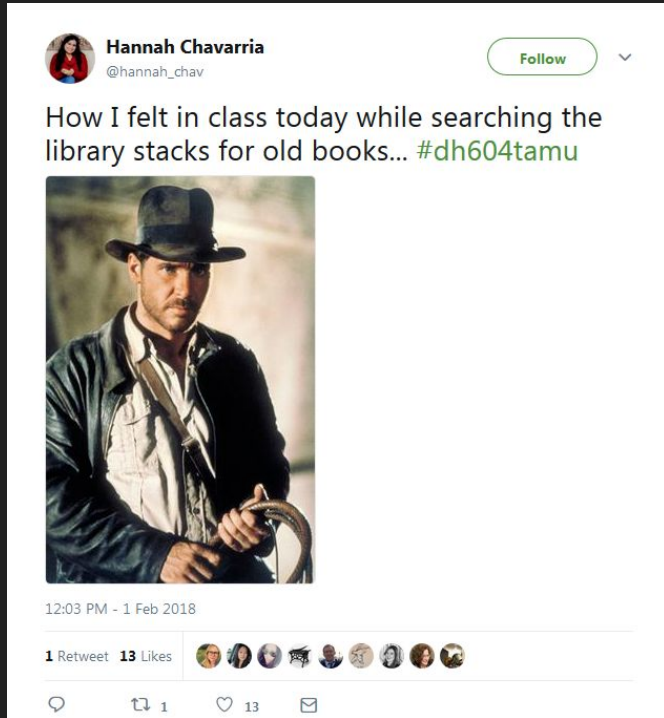 Hannah Chavarria
@hannah_chav
Follow
How I felt in class today while searching the
library stacks for old books... #dh604tamu
12:03 PM - 1 Feb 2018
1 Retweet 13 Likes
1 13